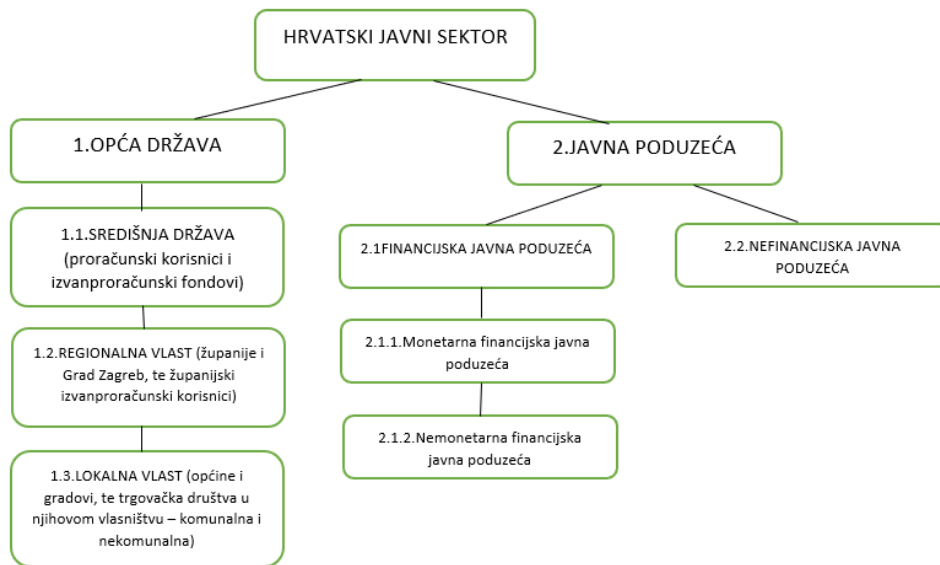 HRVATSKI JAVNI SEKTOR
1.OPĆA DRŽAVA
2.JAVNA PODUZEĆA
1.1.SREDIŠNJA DRŽAVA
(proračunski korisnici i
izvanproračunski fondovi)
2.1FINANCIJSKA JAVNA PODUZEĆA
2.2.NEFINANCIJSKA JAVNA
PODUZEĆA
1.2.REGIONALNA VLAST (županije i
Grad Zagreb, te županijski
izvanproračunski korisnici)
2.1.1.Monetarna financijska javna
poduzeća
2.1.2.Nemonetarna financijska
javna poduzeća
1.3.LOKALNA VLAST (općine i
gradovi, te trgovačka društva u
njihovom vlasništvu – komunalna i
nekomunalna)